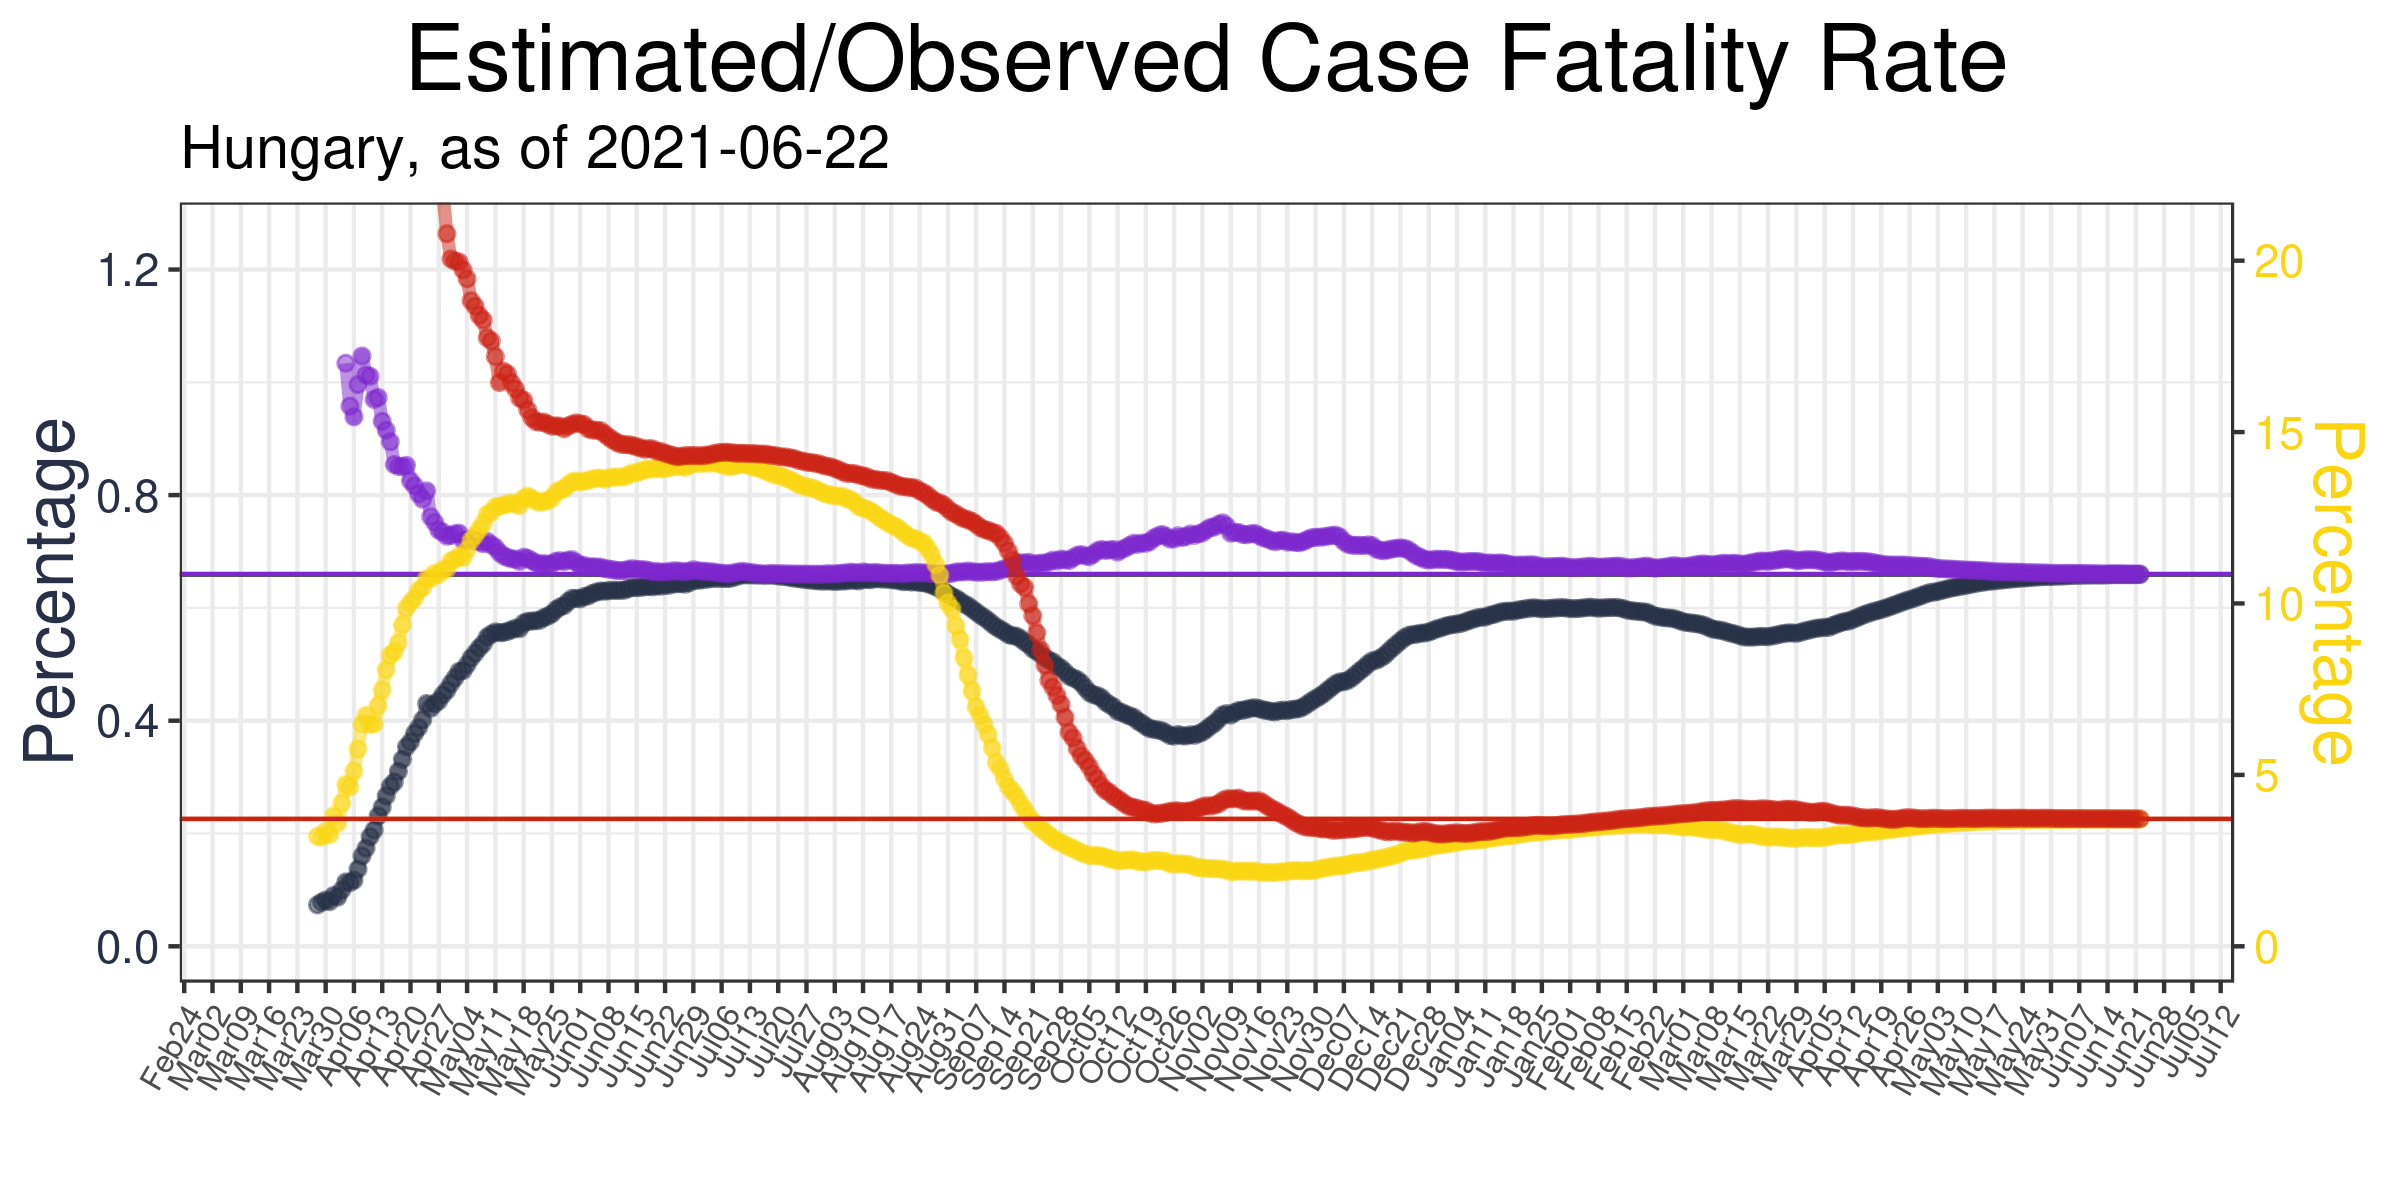 Estimated/Observed Case Fatality Rate
Hungary, as of 2021-06-22
Percentage
1.2
0.8
0.4
0.0
20
15
10
5
0
Percentage
Feb24
Mar02
Mar09
Mar16
Mar23
Mar30
Apr06
Apr13
Apr20
Apr27
May04
May11
May18
May25
Jun01
Jun08
Jun15
Jun22
Jun29
Jul06
Jul13
Jul20
Jul27
Aug03
Aug10
Aug17
Aug24
Aug31
Sep07
Sep14
Sep21
Sep28
Oct05
Oct12
Oct19
Oct26
Nov02
Nov09
Nov16
Nov23
Nov30
Dec07
Dec14
Dec21
Dec28
Jan04
Jan11
Jan18
Jan25
Feb01
Feb08
Feb15
Feb22
Mar01
Mar08
Mar15
Mar22
Mar29
Apr05
Apr12
Apr19
Apr26
May03
May10
May17
May24
May31
Jun07
Jun14
Jun21
Jun28
Jul05
Jul12